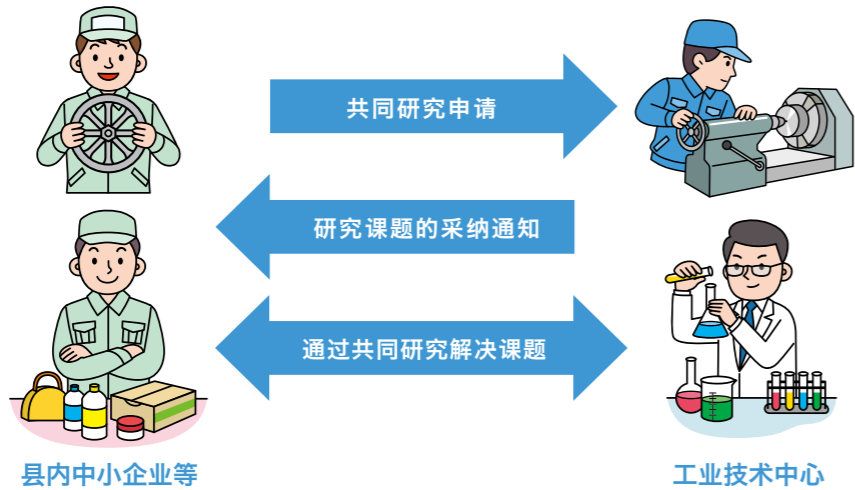 共同研究申请
研究课题的采纳通知
通过共同研究解决课题
县内中小企业等
工业技术中心